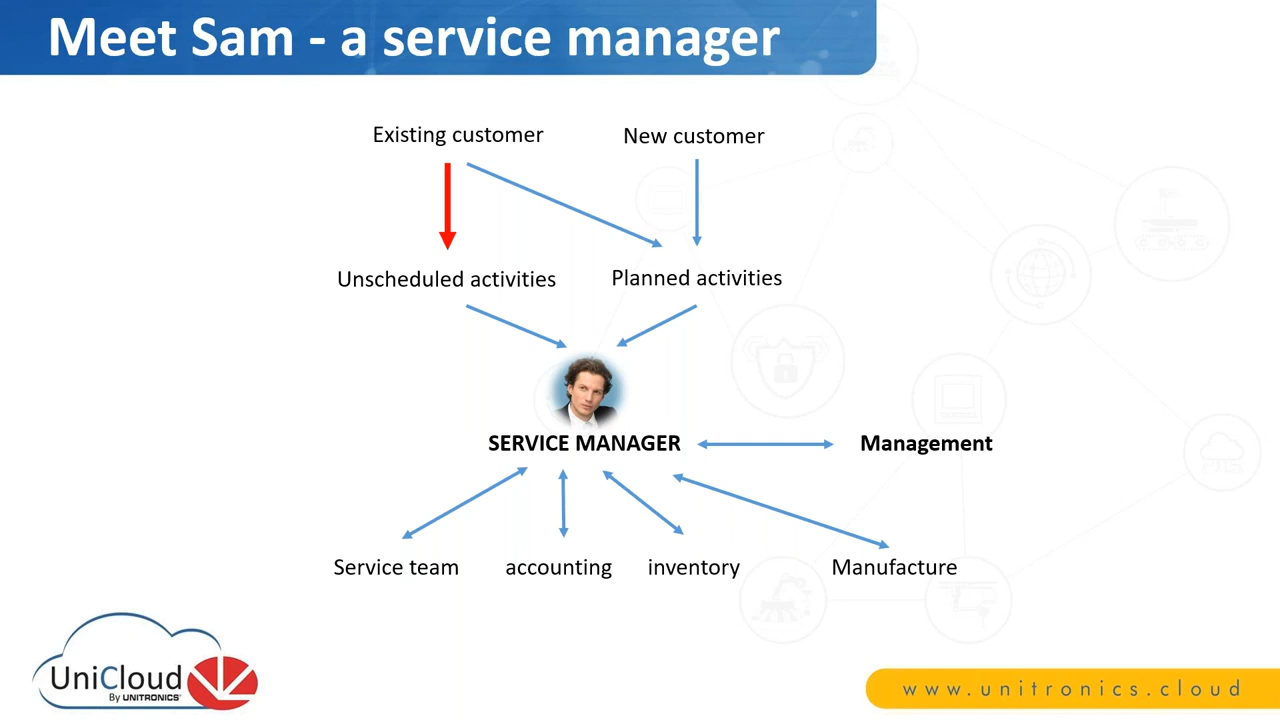 Meet Sam - a service manager
Existing customer
New customer
Unscheduled activities
Planned activities
SERVICE MANAGER
Management
Service team
accounting
inventory
Manufacture
UniCloud
By UNITRONICS
www.unitronics.cloud